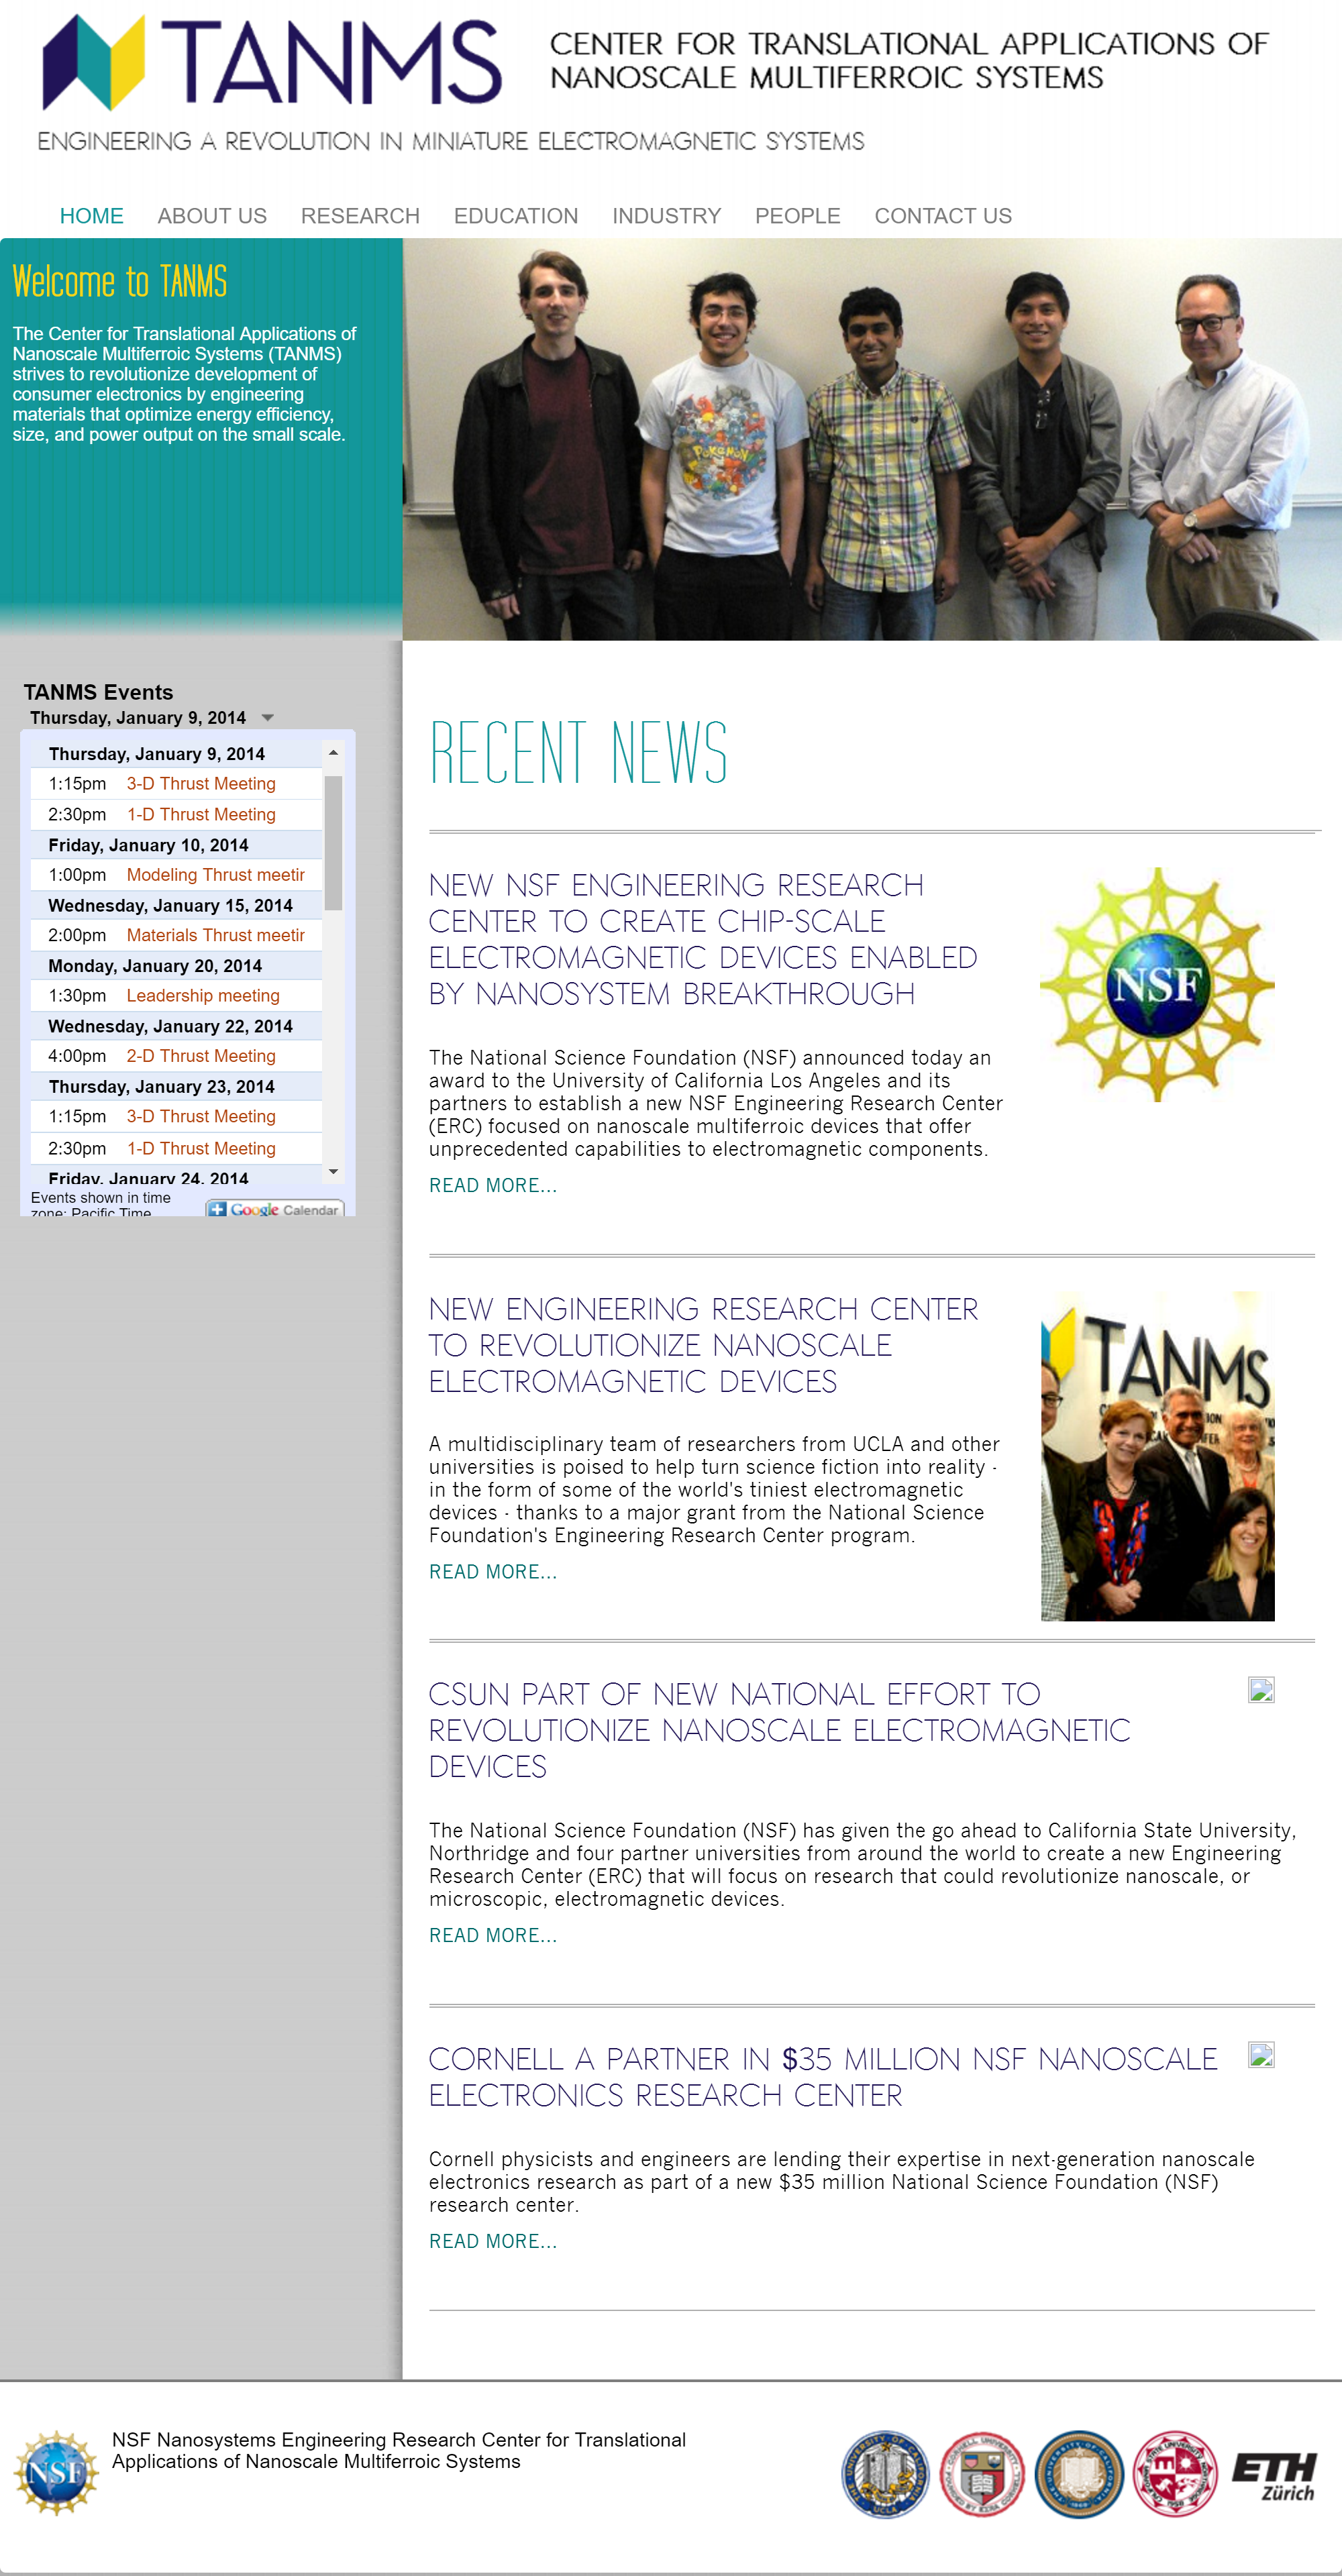 TANMS
CENTER FOR TRANSLATIONAL APPLICATIONS OF
NANOSCALE MULTIFERROIC SYSTEMS
ENGINEERING A REVOLUTION IN MINIATURE ELECTROMAGNETIC SYSTEMS
HOME ABOUT US RESEARCH EDUCATION INDUSTRY PEOPLE CONTACT US
Welcome to TANMS
The Center for Translational Applications of
Nanoscale Multiferroic Systems (TANMS)
strives to revolutionize development of
consumer electronics by engineering
materials that optimize energy efficiency,
size, and power output on the small scale.
POKéMON
TANMS Events
Thursday, January 9, 2014
Thursday, January 9, 2014
1:15pm 3-D Thrust Meeting
2:30pm 1-D Thrust Meeting
Friday, January 10, 2014
1:00pm Modeling Thrust meetir
Wednesday, January 15, 2014
2:00pm Materials Thrust meetir
Monday, January 20, 2014
1:30pm Leadership meeting
Wednesday, January 22, 2014
4:00pm 2-D Thrust Meeting
Thursday, January 23, 2014
1:15pm 3-D Thrust Meeting
2:30pm 1-D Thrust Meeting
Friday, January 24, 2014
Events shown in time
zone: Pacific Time
Google Calendar
RECENT NEWS
NEW NSF ENGINEERING RESEARCH
CENTER TO CREATE CHIP-SCALE
ELECTROMAGNETIC DEVICES ENABLED
BY NANOSYSTEM BREAKTHROUGH
NSF
The National Science Foundation (NSF) announced today an
award to the University of California Los Angeles and its
partners to establish a new NSF Engineering Research Center
(ERC) focused on nanoscale multiferroic devices that offer
unprecedented capabilities to electromagnetic components.
READ MORE...
NEW ENGINEERING RESEARCH CENTER
TO REVOLUTIONIZE NANOSCALE
ELECTROMAGNETIC DEVICES
TANMS
A multidisciplinary team of researchers from UCLA and other
universities is poised to help turn science fiction into reality -
in the form of some of the world's tiniest electromagnetic
devices - thanks to a major grant from the National Science
Foundation's Engineering Research Center program.
READ MORE...
CSUN PART OF NEW NATIONAL EFFORT TO
REVOLUTIONIZE NANOSCALE ELECTROMAGNETIC
DEVICES
The National Science Foundation (NSF) has given the go ahead to California State University,
Northridge and four partner universities from around the world to create a new Engineering
Research Center (ERC) that will focus on research that could revolutionize nanoscale, or
microscopic, electromagnetic devices.
READ MORE...
CORNELL A PARTNER IN $35 MILLION NSF NANOSCALE
ELECTRONICS RESEARCH CENTER
Cornell physicists and engineers are lending their expertise in next-generation nanoscale
electronics research as part of a new $35 million National Science Foundation (NSF)
research center.
READ MORE...
NSF
NSF Nanosystems Engineering Research Center for Translational
Applications of Nanoscale Multiferroic Systems
UCLA
ETH
Zürich